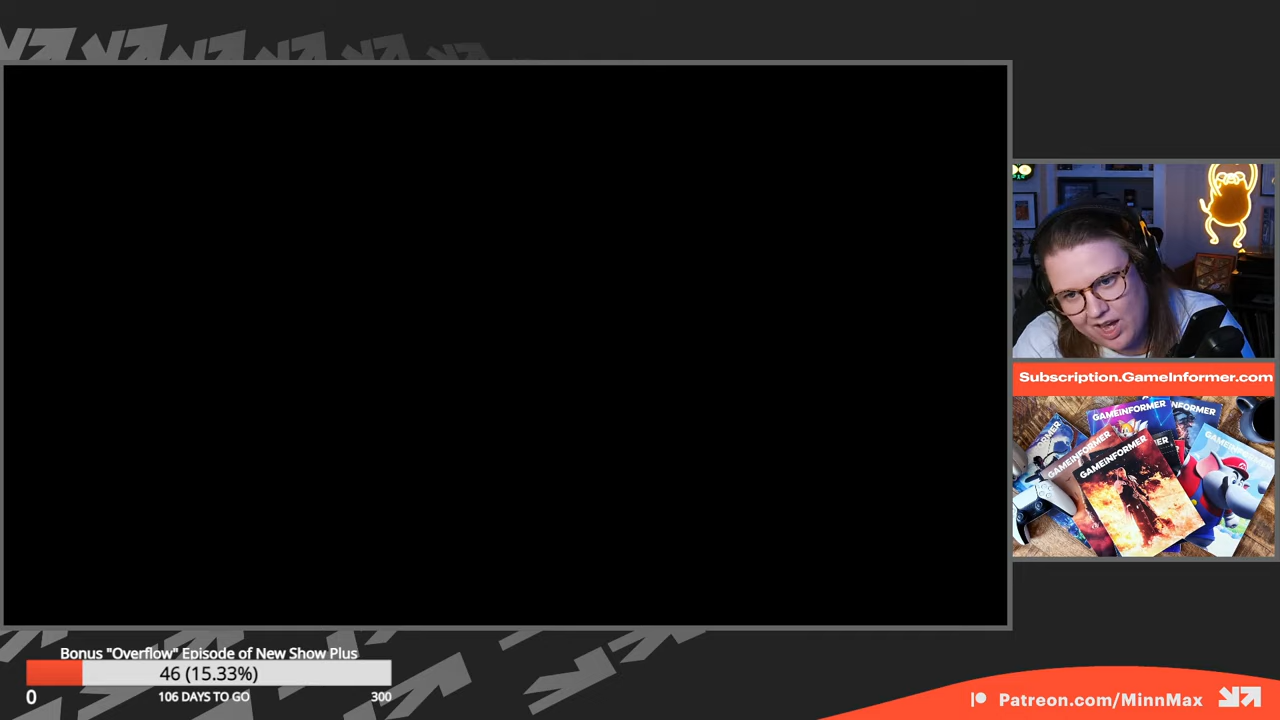 Subscription.GameInformer.com
GAMEINFORMER
GAMEINFORMER
GAMEINFORMER
Bonus "Overflow" Episode of New Show Plus
46 (15.33%)
0
106 DAYS TO GO
300
Patreon.com/MinnMax